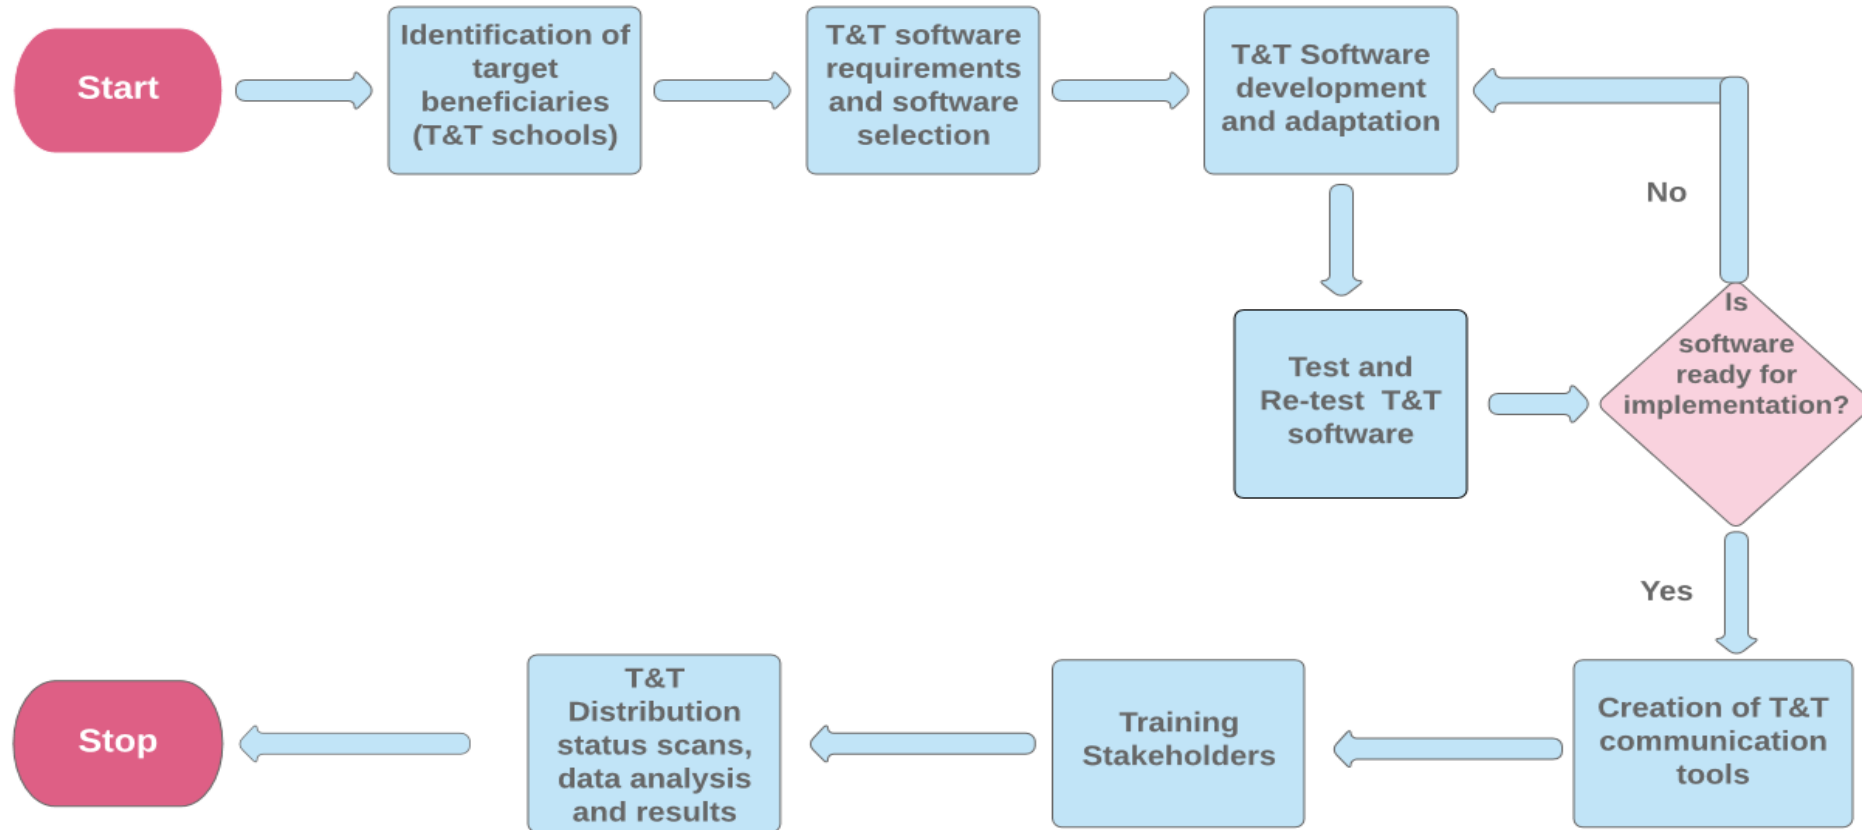 Start
Identification of
target
beneficiaries
(T&T schools)
T&T software
requirements
and software
selection
T&T Software
development
and adaptation
No
Test and
Re-test T&T
software
Is
software
ready for
implementation?
Yes
Creation of T&T
communication
tools
Training
Stakeholders
T&T
Distribution
status scans,
data analysis
and results
Stop